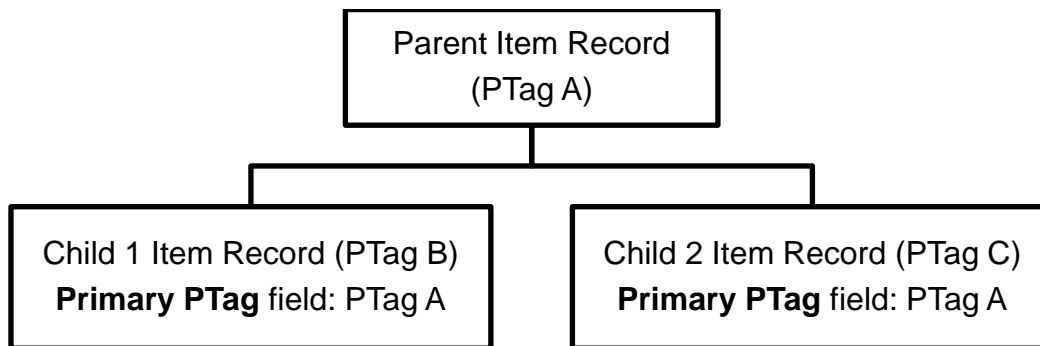 Parent Item Record
(PTag A)
Child 1 Item Record (PTag B)
Primary PTag field: PTag A
Child 2 Item Record (PTag C)
Primary PTag field: PTag A